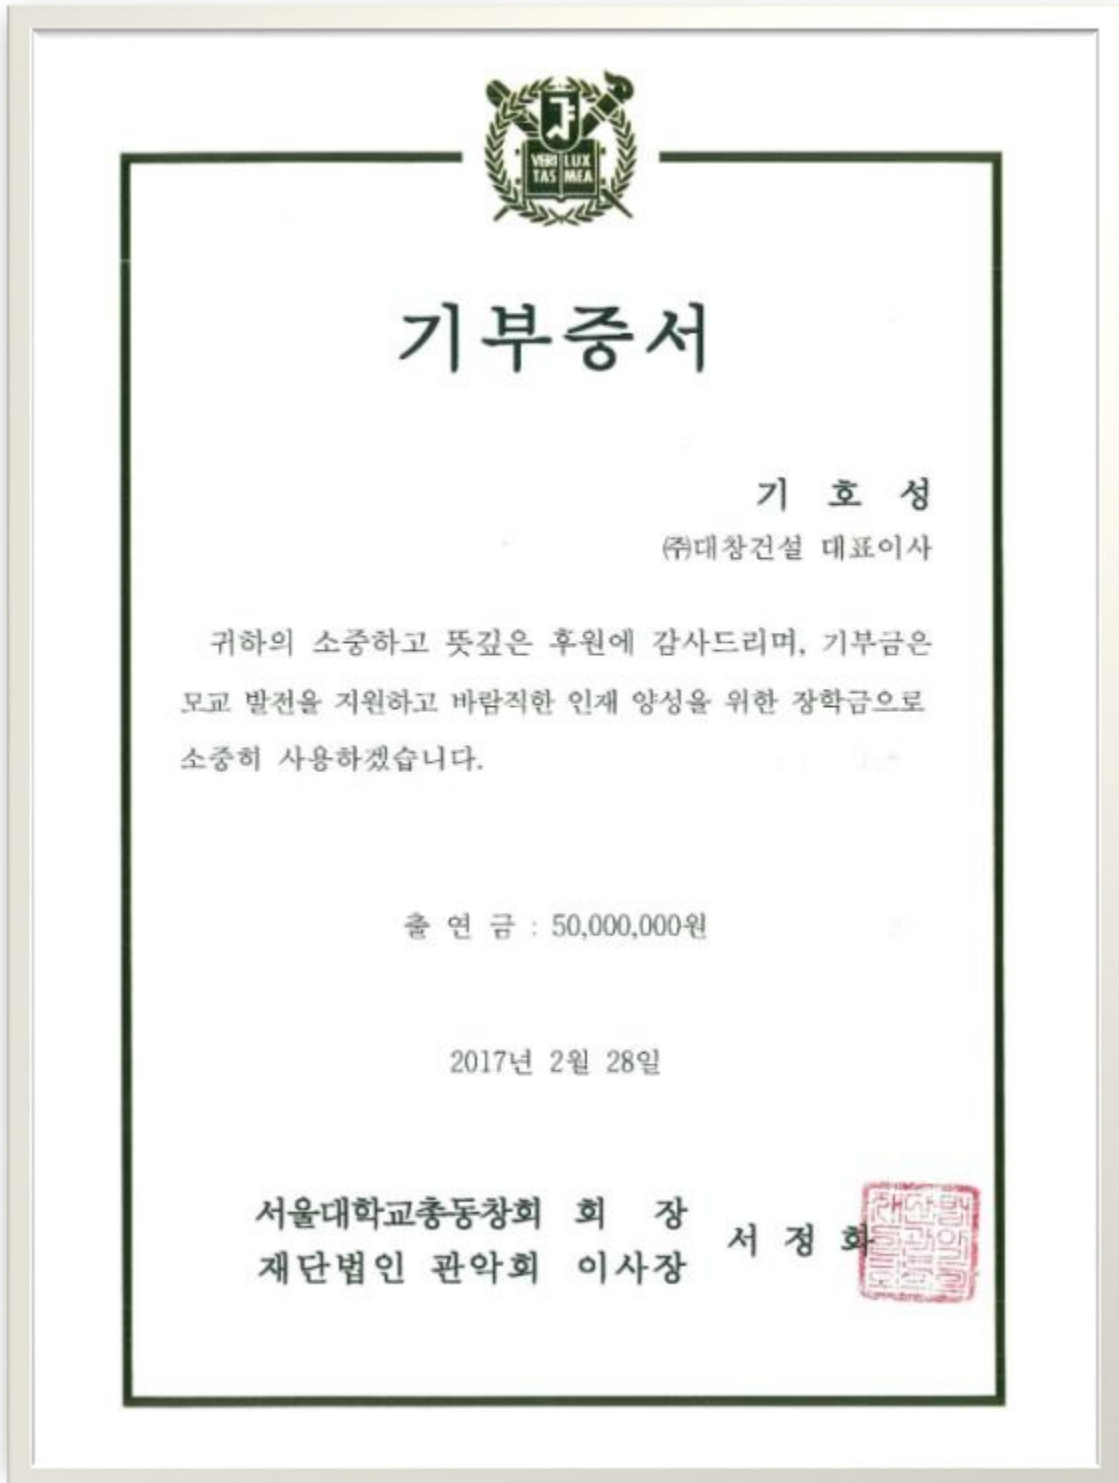 VERI LUX
TAS MEA
기부증서
기 호 성
㈜대창건설 대표이사
귀하의 소중하고 뜻깊은 후원에 감사드리며, 기부금은
모교 발전을 지원하고 바람직한 인재 양성을 위한 장학금으로
소중히 사용하겠습니다.
출 연 금 : 50,000,000원
2017년 2월 28일
서울대학교총동창회 회 장
재단법인 관악회 이사장
서 정 화